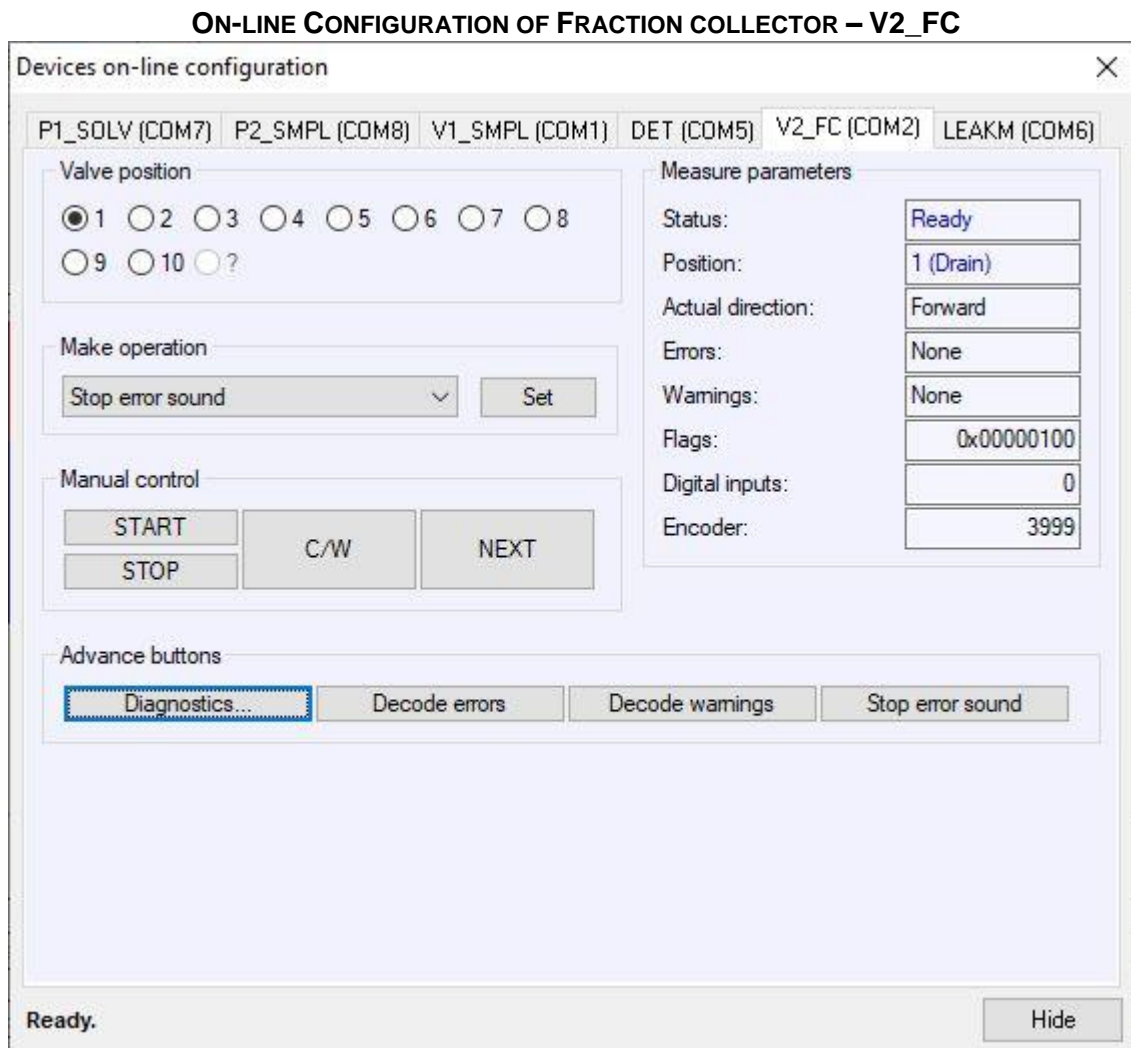 ON-LINE CONFIGURATION OF FRACTION COLLECTOR – V2_FC
Devices on-line configuration
P1_SOLV (COM7) P2_SMPL (COM8) V1_SMPL (COM1) DET (COM5) V2_FC (COM2) LEAKM (COM6)
Valve position
1 2 3 4 5 6 7 8
9 10 ?
Make operation
Stop error sound Set
Manual control
START
STOP
C/W NEXT
Measure parameters
Status: Ready
Position: 1 (Drain)
Actual direction: Forward
Errors: None
Warnings: None
Flags: 0x00000100
Digital inputs: 0
Encoder: 3999
Advance buttons
Diagnostics... Decode errors Decode warnings Stop error sound
Ready. Hide